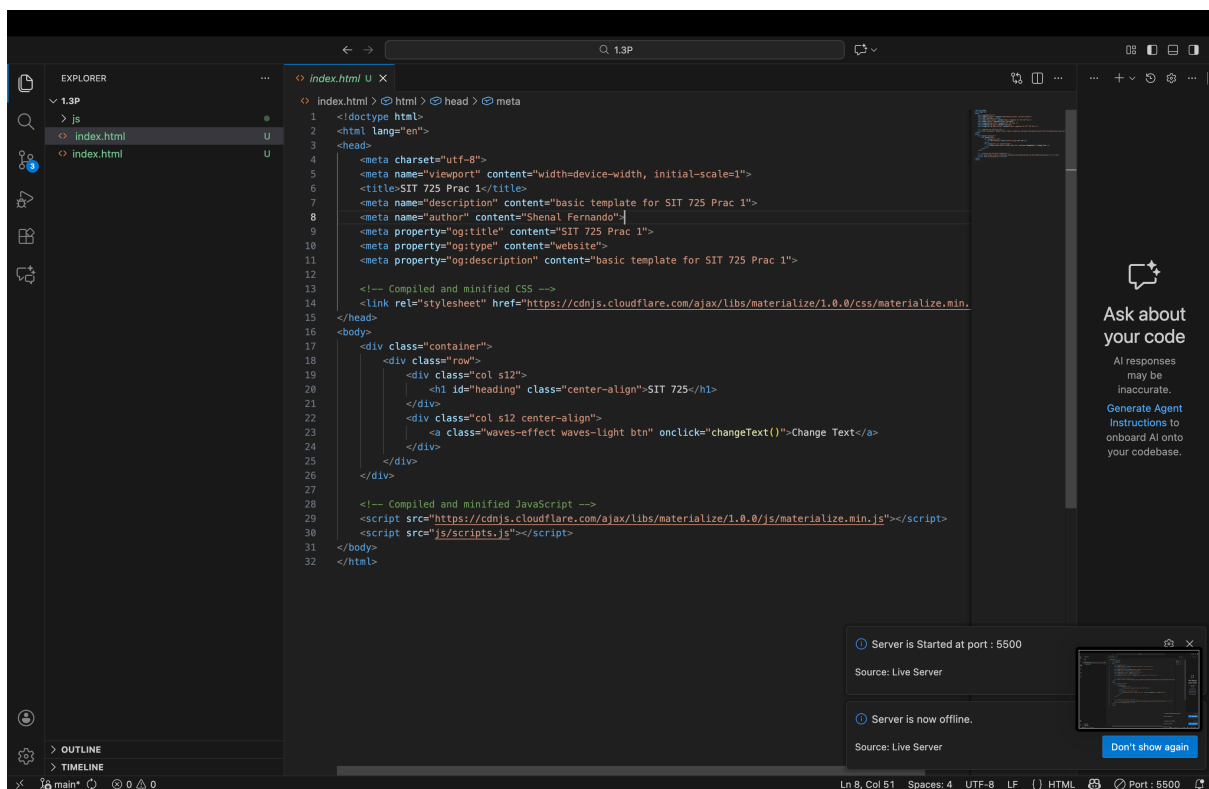 1.3P
EXPLORER
1.3P
js
index.html U
index.html U
OUTLINE
TIMELINE
index.html U
index.html > html > head > meta
1 <!doctype html>
2 <html lang="en">
3 <head>
4 <meta charset="utf-8">
5 <meta name="viewport" content="width=device-width, initial-scale=1">
6 <title>SIT 725 Prac 1</title>
7 <meta name="description" content="basic template for SIT 725 Prac 1">
8 <meta name="author" content="Shenal Fernando">
9 <meta property="og:title" content="SIT 725 Prac 1">
10 <meta property="og:type" content="website">
11 <meta property="og:description" content="basic template for SIT 725 Prac 1">
12
13 <!-- Compiled and minified CSS -->
14 <link rel="stylesheet" href="https://cdnjs.cloudflare.com/ajax/libs/materialize/1.0.0/css/materialize.min.
15 </head>
16 <body>
17 <div class="container">
18 <div class="row">
19 <div class="col s12">
20 <h1 id="heading" class="center-align">SIT 725</h1>
21 </div>
22 <div class="col s12 center-align">
23 <a class="waves-effect waves-light btn" onclick="changeText()">Change Text</a>
24 </div>
25 </div>
26 </div>
27
28 <!-- Compiled and minified JavaScript -->
29 <script src="https://cdnjs.cloudflare.com/ajax/libs/materialize/1.0.0/js/materialize.min.js"></script>
30 <script src="js/scripts.js"></script>
31 </body>
32 </html>
Ask about
your code
AI responses
may be
inaccurate.
Generate Agent
Instructions to
onboard AI onto
your codebase.
Server is Started at port : 5500
Source: Live Server
Server is now offline.
Source: Live Server
Don't show again
3
main* 0 0
Ln 8, Col 51 Spaces: 4 UTF-8 LF { } HTML Port : 5500